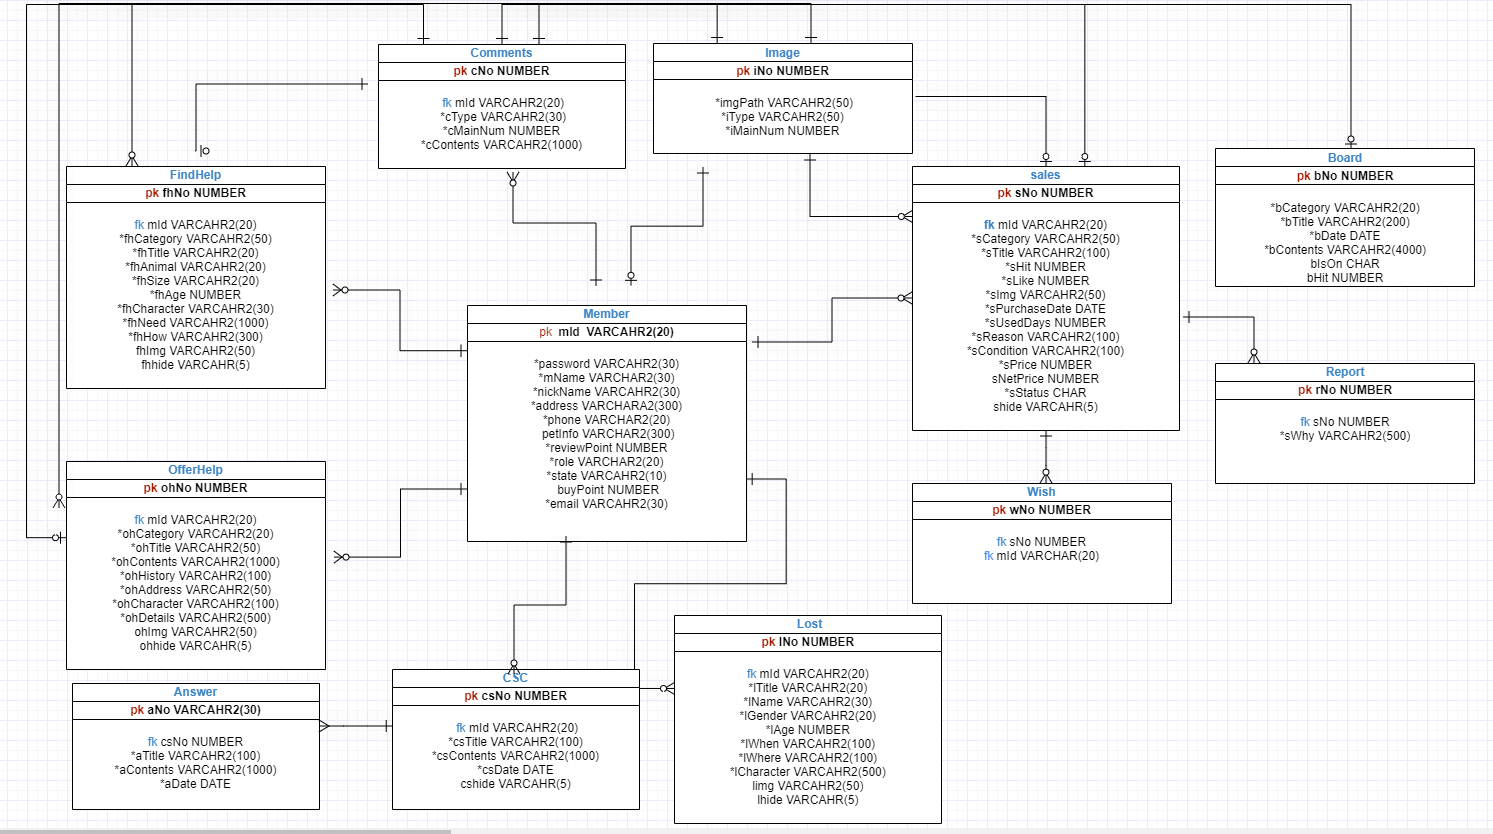 Comments
pk cNo NUMBER
fk mId VARCAHR2(20)
*cType VARCAHR2(30)
*cMainNum NUMBER
*cContents VARCAHR2(1000)
Image
pk iNo NUMBER
*imgPath VARCAHR2(50)
*iType VARCAHR2(50)
*iMainNum NUMBER
FindHelp
pk fhNo NUMBER
fk mId VARCAHR2(20)
*fhCategory VARCAHR2(50)
*fhTitle VARCAHR2(20)
*fhAnimal VARCAHR2(20)
*fhSize VARCAHR2(20)
*fhAge NUMBER
*fhCharacter VARCAHR2(30)
*fhNeed VARCAHR2(1000)
*fhHow VARCAHR2(300)
fhImg VARCAHR2(50)
fhhide VARCAHR(5)
sales
pk sNo NUMBER
fk mId VARCAHR2(20)
*sCategory VARCAHR2(50)
*sTitle VARCAHR2(100)
*sHit NUMBER
*sLike NUMBER
*sImg VARCAHR2(50)
*sPurchaseDate DATE
*sUsedDays NUMBER
*sReason VARCAHR2(100)
*sCondition VARCAHR2(100)
*sPrice NUMBER
sNetPrice NUMBER
*sStatus CHAR
shide VARCAHR(5)
Board
pk bNo NUMBER
*bCategory VARCAHR2(20)
*bTitle VARCAHR2(200)
*bDate DATE
*bContents VARCAHR2(4000)
bIsOn CHAR
bHit NUMBER
Member
pk mId VARCAHR2(20)
*password VARCAHR2(30)
*mName VARCHAR2(30)
*nickName VARCAHR2(30)
*address VARCHARA2(300)
*phone VARCHAR2(20)
petInfo VARCHAR2(300)
*reviewPoint NUMBER
*role VARCHAR2(20)
*state VARCAHR2(10)
buyPoint NUMBER
*email VARCAHR2(30)
Report
pk rNo NUMBER
fk sNo NUMBER
*sWhy VARCAHR2(500)
OfferHelp
pk ohNo NUMBER
fk mId VARCAHR2(20)
*ohCategory VARCAHR2(20)
*ohTitle VARCAHR2(50)
*ohContents VARCAHR2(1000)
*ohHistory VARCAHR2(100)
*ohAddress VARCAHR2(50)
*ohCharacter VARCAHR2(100)
*ohDetails VARCAHR2(500)
ohImg VARCAHR2(50)
ohhide VARCAHR(5)
Wish
pk wNo NUMBER
fk sNo NUMBER
fk mId VARCHAR(20)
Lost
pk lNo NUMBER
fk mId VARCAHR2(20)
*lTitle VARCAHR2(20)
*lName VARCAHR2(30)
*lGender VARCAHR2(20)
*lAge NUMBER
*lWhen VARCAHR2(100)
*lWhere VARCAHR2(100)
*lCharacter VARCAHR2(500)
limg VARCAHR2(50)
lhide VARCAHR(5)
CSC
pk csNo NUMBER
fk mId VARCAHR2(20)
*csTitle VARCAHR2(100)
*csContents VARCAHR2(1000)
*csDate DATE
cshide VARCAHR(5)
Answer
pk aNo VARCAHR2(30)
fk csNo NUMBER
*aTitle VARCAHR2(100)
*aContents VARCAHR2(1000)
*aDate DATE